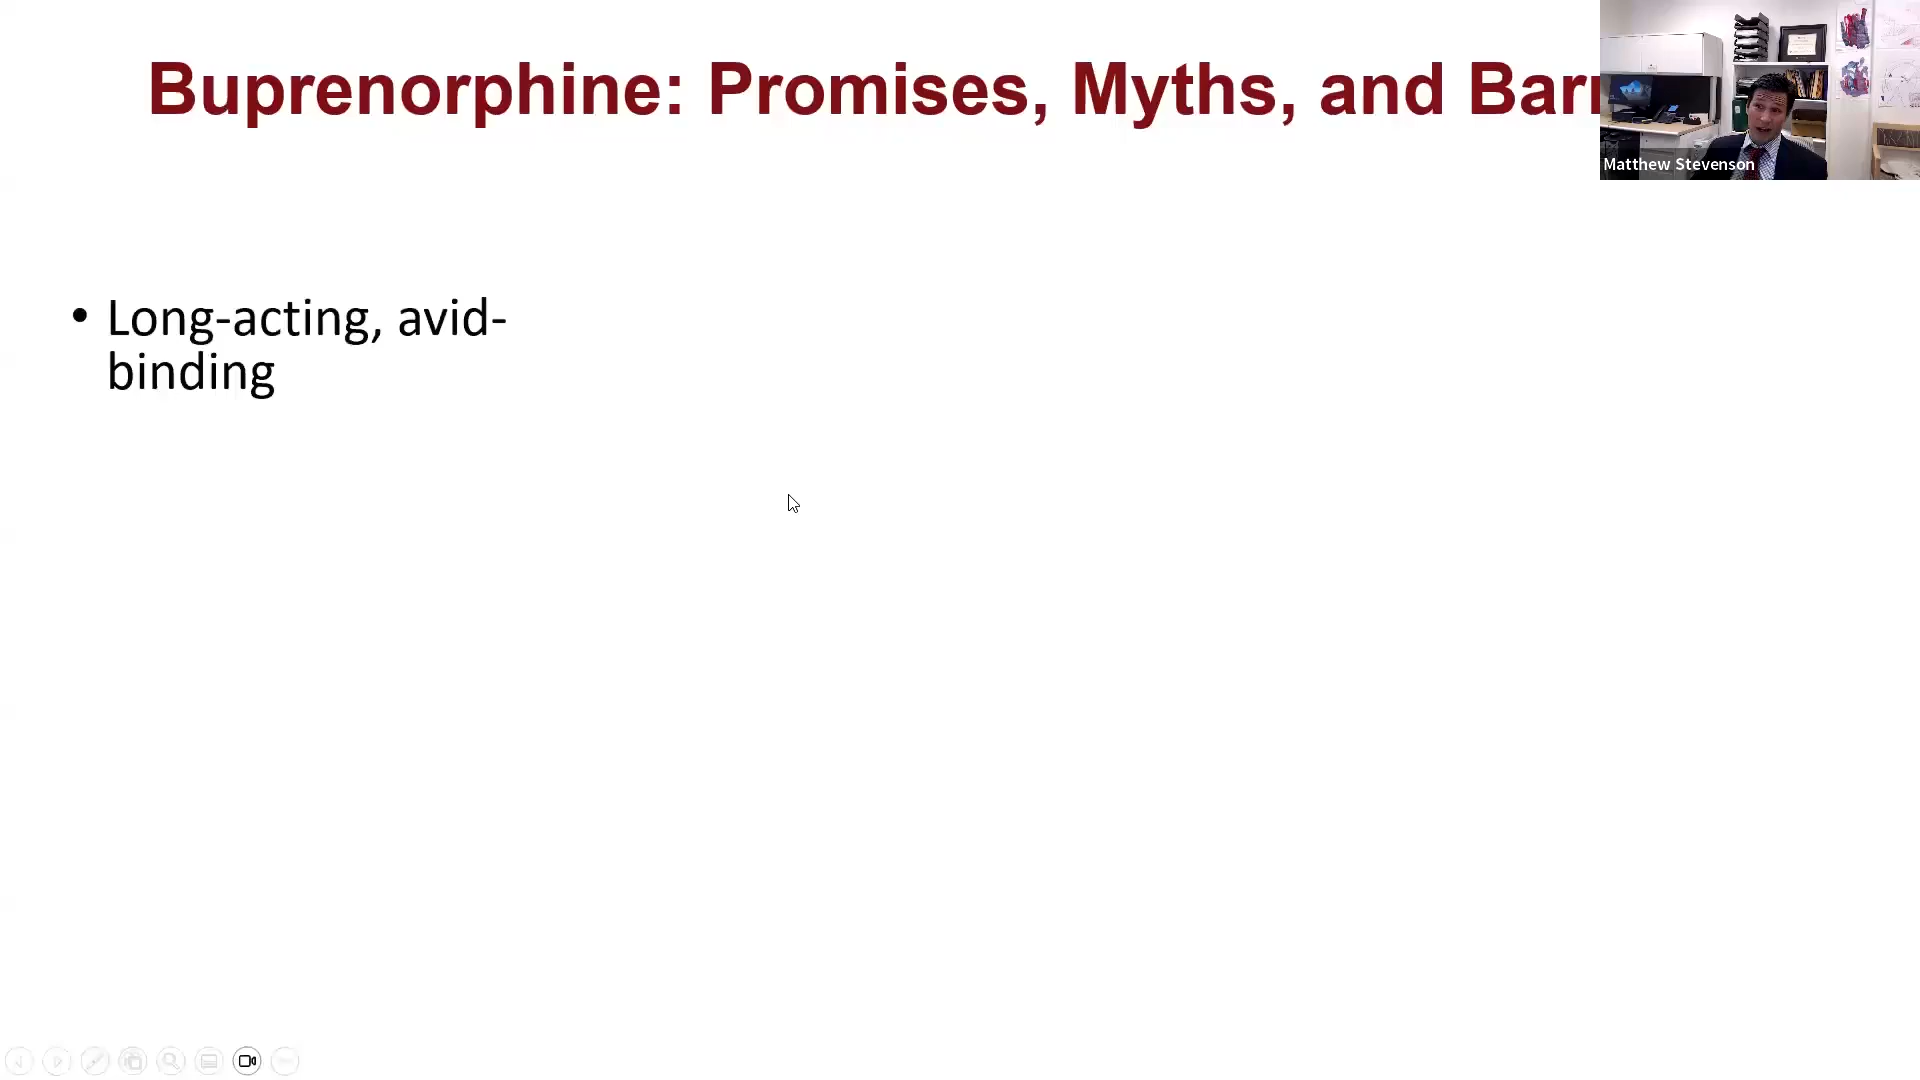 Buprenorphine: Promises, Myths, and Barr
Matthew Stevenson
• Long-acting, avid-
binding